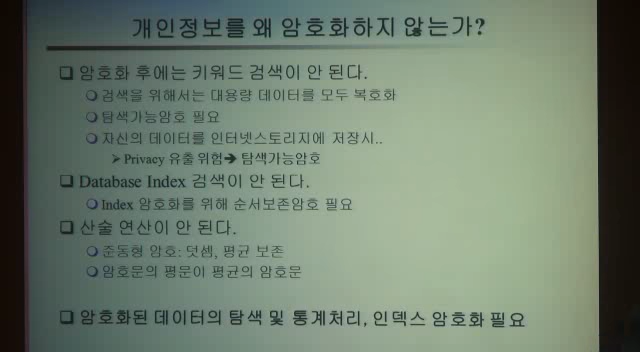 개인정보를 왜 암호화하지 않는가?
❑ 암호화 후에는 키워드 검색이 안 된다.
❍ 검색을 위해서는 대용량 데이터를 모두 복호화
❍ 탐색가능암호 필요
❍ 자신의 데이터를 인터넷스토리지에 저장시..
➢ Privacy 유출 위험➔ 탐색가능암호
❑ Database Index 검색이 안 된다.
❍ Index 암호화를 위해 순서보존암호 필요
❑ 산술 연산이 안 된다.
❍ 준동형 암호: 덧셈, 평균 보존
❍ 암호문의 평문이 평균의 암호문
❑ 암호화된 데이터의 탐색 및 통계처리, 인덱스 암호화 필요